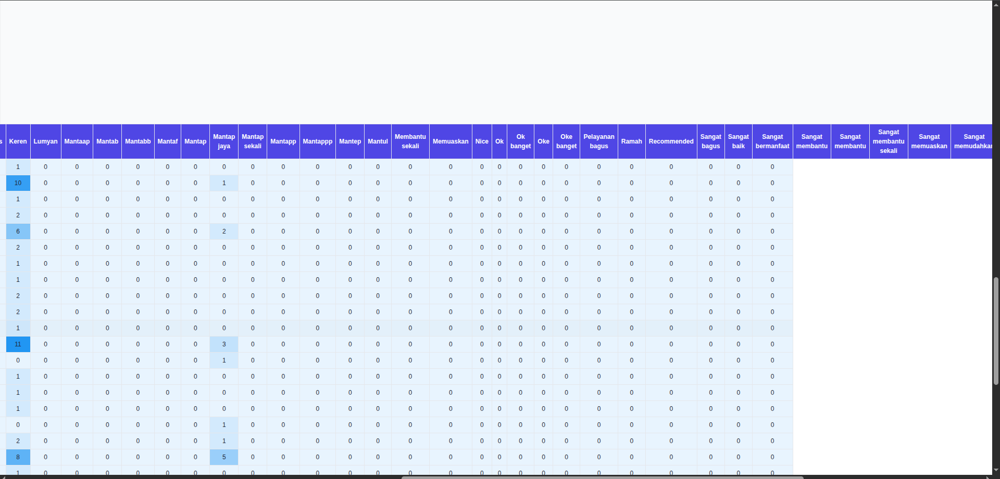 s Keren Lumyan Mantaap Mantab Mantabb Mantaf Mantap Mantap jaya Mantap sekali Mantapp Mantappp Mantep Mantul Membantu sekali Memuaskan Nice Ok Ok banget Oke Oke banget Pelayanan bagus Ramah Recommended Sangat bagus Sangat baik Sangat bermanfaat Sangat membantu Sangat membantu Sangat membantu sekali Sangat memuaskan Sangat memudahkan
1 0 0 0 0 0 0 0 0 0 0 0 0 0 0 0 0 0 0 0 0 0 0 0 0 0
10 0 0 0 0 0 0 1 0 0 0 0 0 0 0 0 0 0 0 0 0 0 0 0 0 0
1 0 0 0 0 0 0 0 0 0 0 0 0 0 0 0 0 0 0 0 0 0 0 0 0 0
2 0 0 0 0 0 0 0 0 0 0 0 0 0 0 0 0 0 0 0 0 0 0 0 0 0
6 0 0 0 0 0 0 2 0 0 0 0 0 0 0 0 0 0 0 0 0 0 0 0 0 0
2 0 0 0 0 0 0 0 0 0 0 0 0 0 0 0 0 0 0 0 0 0 0 0 0 0
1 0 0 0 0 0 0 0 0 0 0 0 0 0 0 0 0 0 0 0 0 0 0 0 0 0
1 0 0 0 0 0 0 0 0 0 0 0 0 0 0 0 0 0 0 0 0 0 0 0 0 0
2 0 0 0 0 0 0 0 0 0 0 0 0 0 0 0 0 0 0 0 0 0 0 0 0 0
2 0 0 0 0 0 0 0 0 0 0 0 0 0 0 0 0 0 0 0 0 0 0 0 0 0
1 0 0 0 0 0 0 0 0 0 0 0 0 0 0 0 0 0 0 0 0 0 0 0 0 0
11 0 0 0 0 0 0 3 0 0 0 0 0 0 0 0 0 0 0 0 0 0 0 0 0 0
0 0 0 0 0 0 0 1 0 0 0 0 0 0 0 0 0 0 0 0 0 0 0 0 0 0
1 0 0 0 0 0 0 0 0 0 0 0 0 0 0 0 0 0 0 0 0 0 0 0 0 0
1 0 0 0 0 0 0 0 0 0 0 0 0 0 0 0 0 0 0 0 0 0 0 0 0 0
1 0 0 0 0 0 0 0 0 0 0 0 0 0 0 0 0 0 0 0 0 0 0 0 0 0
0 0 0 0 0 0 0 1 0 0 0 0 0 0 0 0 0 0 0 0 0 0 0 0 0 0
2 0 0 0 0 0 0 1 0 0 0 0 0 0 0 0 0 0 0 0 0 0 0 0 0 0
8 0 0 0 0 0 0 5 0 0 0 0 0 0 0 0 0 0 0 0 0 0 0 0 0 0
1 0 0 0 0 0 0 0 0 0 0 0 0 0 0 0 0 0 0 0 0 0 0 0 0 0